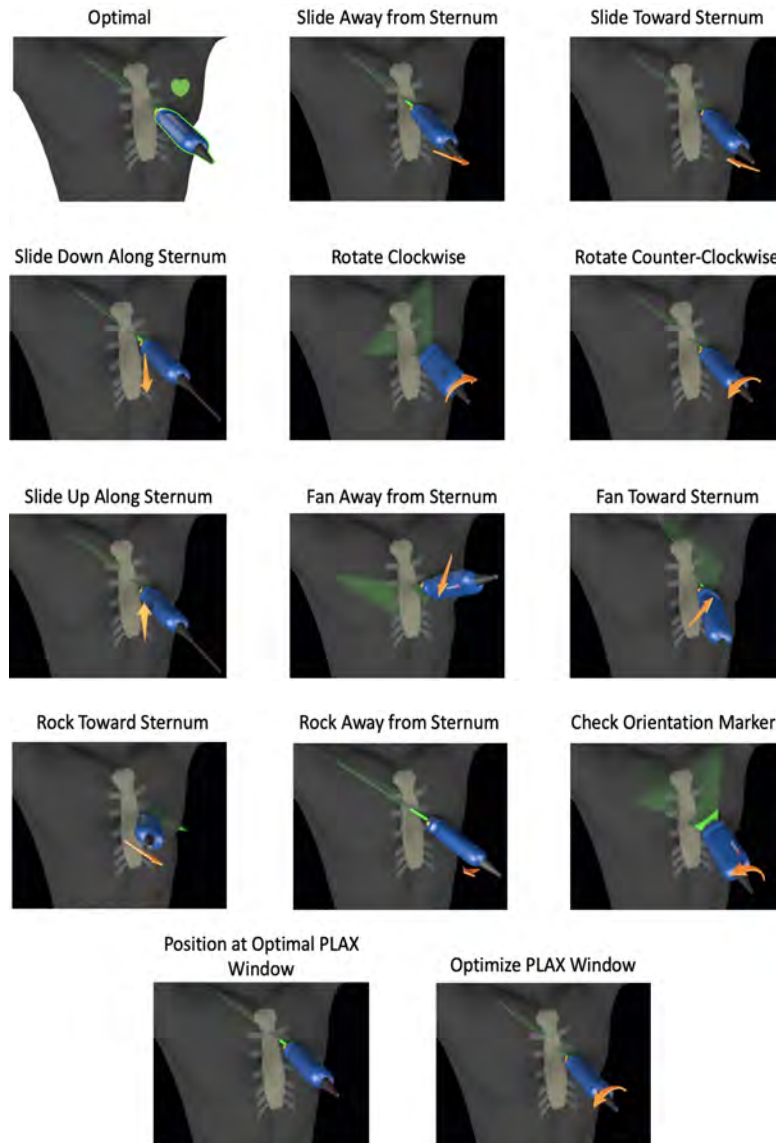 Optimal
Slide Away from Sternum
Slide Toward Sternum
Slide Down Along Sternum
Rotate Clockwise
Rotate Counter-Clockwise
Slide Up Along Sternum
Fan Away from Sternum
Fan Toward Sternum
Rock Toward Sternum
Rock Away from Sternum
Check Orientation Marker
Position at Optimal PLAX
Window
Optimize PLAX Window